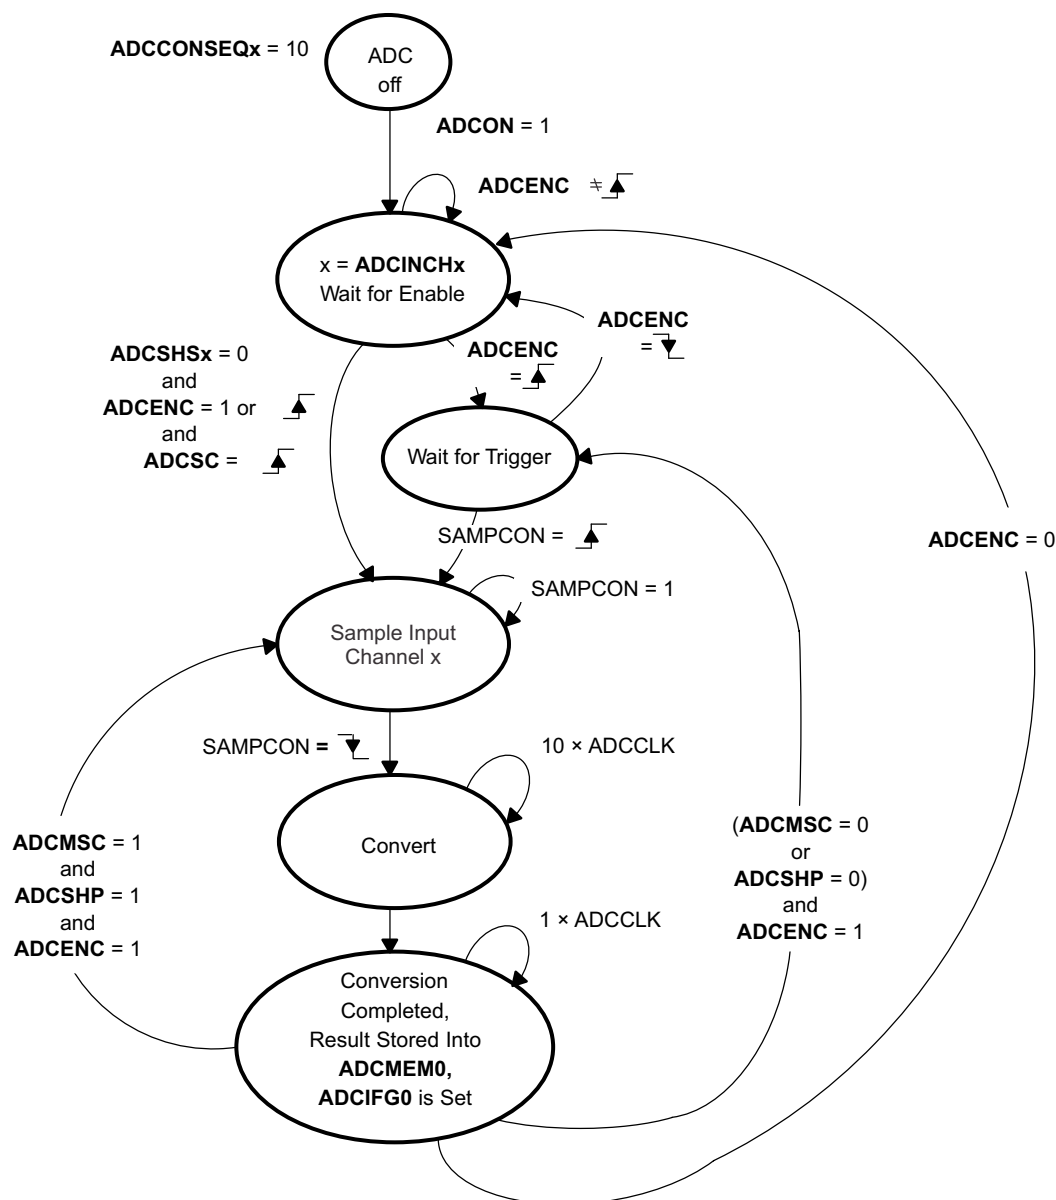 ADCCONSEQx = 10
ADC
off
ADCON = 1
ADCENC ≠
x = ADCINCHx
Wait for Enable
ADCENC
=
ADCENC
=
ADCSHSx = 0
and
ADCENC = 1 or
and
ADCSC =
Wait for Trigger
SAMPCON =
SAMPCON = 1
ADCENC = 0
Sample Input
Channel x
SAMPCON =
10 × ADCCLK
Convert
ADCMSC = 1
and
ADCSHP = 1
and
ADCENC = 1
(ADCMSC = 0
or
ADCSHP = 0)
and
ADCENC = 1
1 × ADCCLK
Conversion
Completed,
Result Stored Into
ADCMEM0,
ADCIFG0 is Set